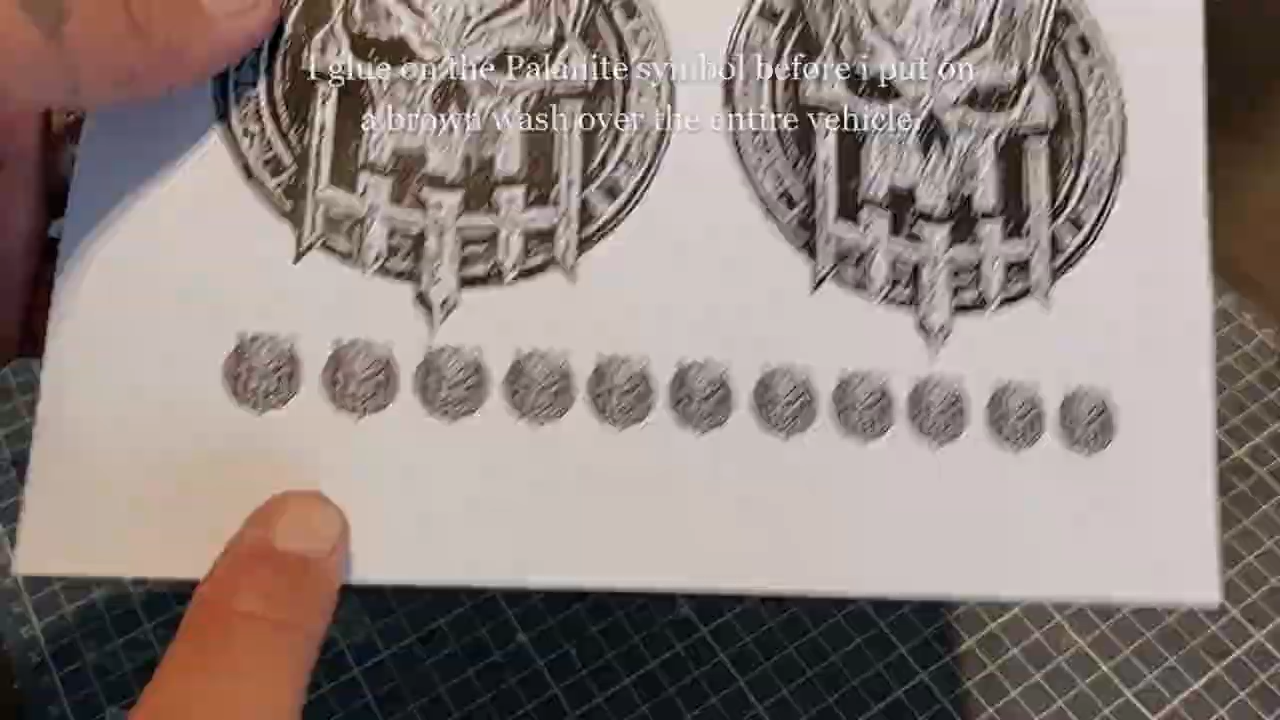 I glue on the Palanite symbol before i put on
a brown wash over the entire vehicle.